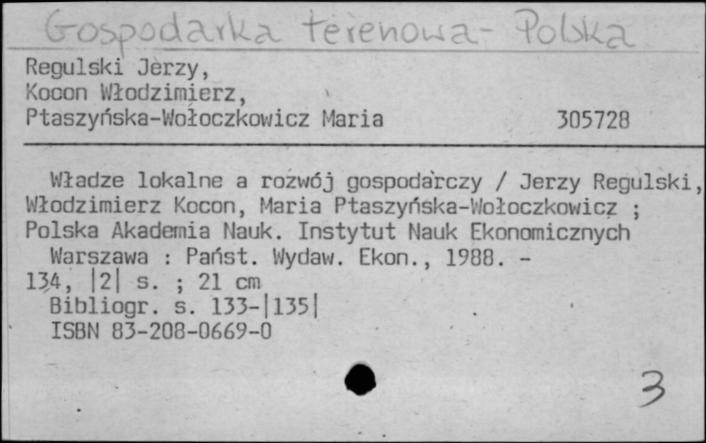 Gospodarka terenowa - Polska
Regulski Jerzy,
Kocon Włodzimierz,
Ptaszyńska-Wołoczkowicz Maria 305728
Władze lokalne a rozwój gospodarczy / Jerzy Regulski,
Włodzimierz Kocon, Maria Ptaszyńska-Wołoczkowicz ;
Polska Akademia Nauk. Instytut Nauk Ekonomicznych
Warszawa : Państ. Wydaw. Ekon., 1988. -
134, |2| s. ; 21 cm
Bibliogr. s. 133-|135|
ISBN 83-208-0669-0
3